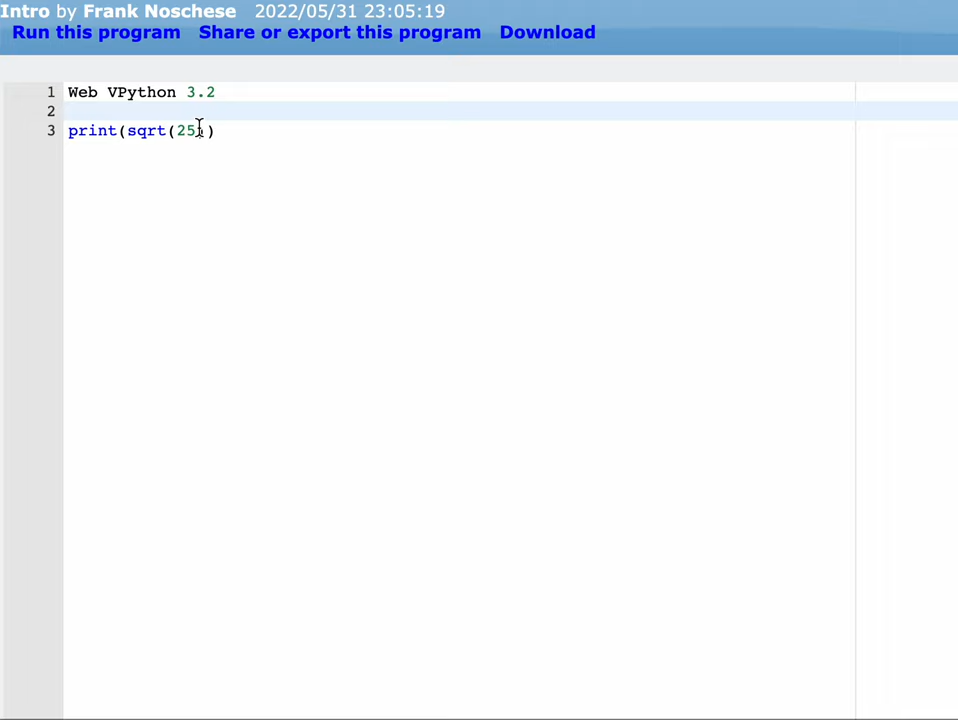 Intro by Frank Noschese 2022/05/31 23:05:19
Run this program Share or export this program Download
1 Web VPython 3.2
2
3 print(sqrt(25))